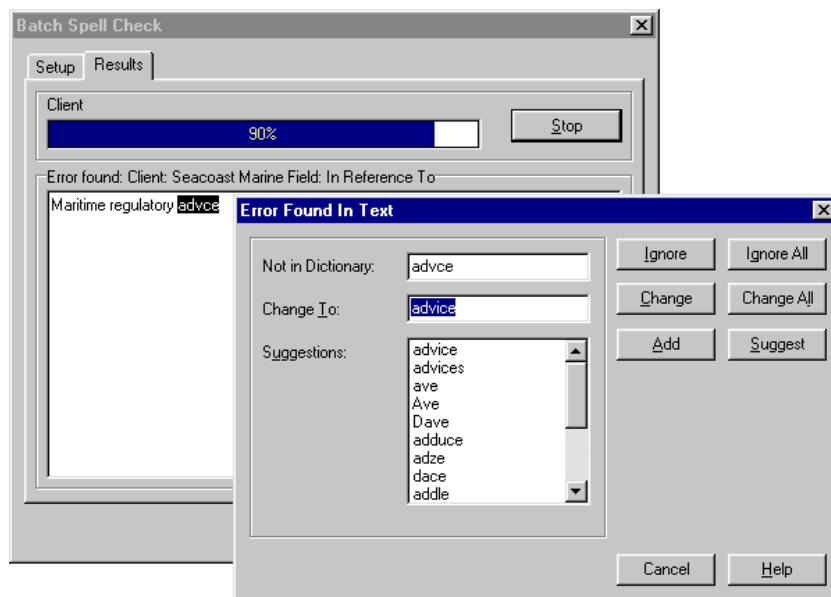 Batch Spell Check
Setup Results
Client
90%
Stop
Error found: Client: Seacoast Marine Field: In Reference To
Maritime regulatory advce
Error Found In Text
Not in Dictionary: advce
Change To: advice
Suggestions:
advice
advices
ave
Ave
Dave
adduce
adze
dace
addle
Ignore Ignore All
Change Change All
Add Suggest
Cancel Help